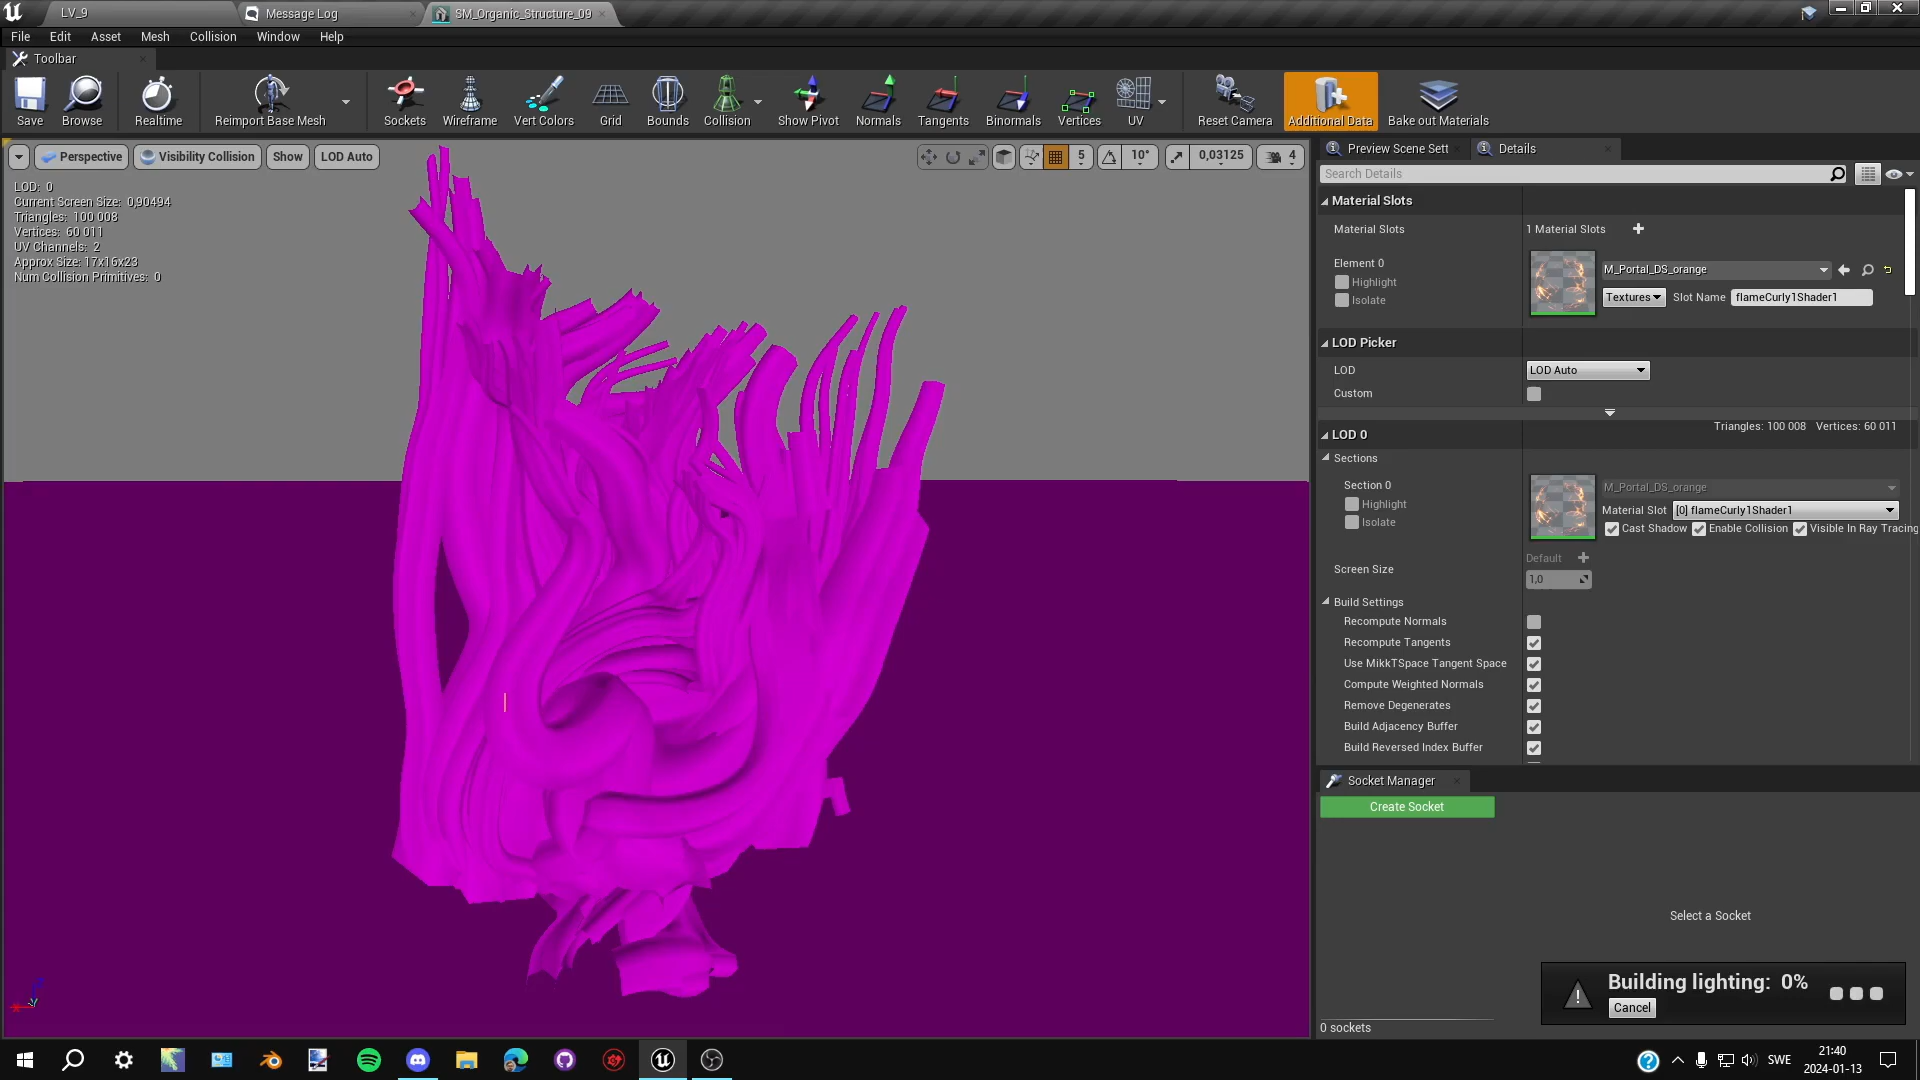 LV_9
Message Log
SM_Organic_Structure_09
File Edit Asset Mesh Collision Window Help
Toolbar
Save Browse Realtime Reimport Base Mesh Sockets Wireframe Vert Colors Grid Bounds Collision Show Pivot Normals Tangents Binormals Vertices UV Reset Camera Additional Data Bake out Materials
Perspective Visibility Collision Show LOD Auto 5 10° 0,03125 4
LOD: 0
Current Screen Size: 0,90494
Triangles: 100 008
Vertices: 60 011
UV Channels: 2
Approx Size: 17x16x23
Num Collision Primitives: 0
Preview Scene Sett Details
Search Details
Material Slots
Material Slots 1 Material Slots
Element 0
Highlight
Isolate
M_Portal_DS_orange
Textures Slot Name flameCurly1Shader1
LOD Picker
LOD LOD Auto
Custom
Triangles: 100 008 Vertices: 60 011
LOD 0
Sections
Section 0
Highlight
Isolate
M_Portal_DS_orange
Material Slot [0] flameCurly1Shader1
Cast Shadow Enable Collision Visible In Ray Tracing
Default
Screen Size
1,0
Build Settings
Recompute Normals
Recompute Tangents
Use MikkTSpace Tangent Space
Compute Weighted Normals
Remove Degenerates
Build Adjacency Buffer
Build Reversed Index Buffer
Socket Manager
Create Socket
Select a Socket
0 sockets
Building lighting: 0%
Cancel
SWE
21:40
2024-01-13